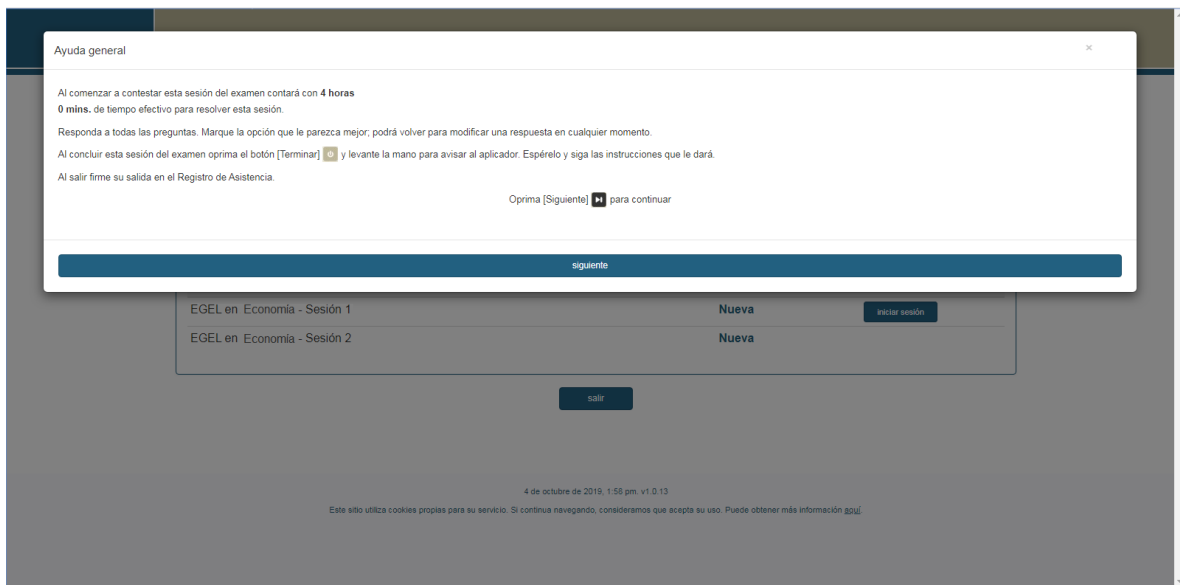 Ayuda general
×
Al comenzar a contestar esta sesión del examen contará con 4 horas
0 mins. de tiempo efectivo para resolver esta sesión.
Responda a todas las preguntas. Marque la opción que le parezca mejor; podrá volver para modificar una respuesta en cualquier momento.
Al concluir esta sesión del examen oprima el botón [Terminar] y levante la mano para avisar al aplicador. Espérelo y siga las instrucciones que le dará.
Al salir firme su salida en el Registro de Asistencia.
Oprima [Siguiente] para continuar
siguiente
EGEL en Economía - Sesión 1 Nueva iniciar sesión
EGEL en Economía - Sesión 2 Nueva
salir
4 de octubre de 2019, 1:58 pm. v1.0.13
Este sitio utiliza cookies propias para su servicio. Si continua navegando, consideramos que acepta su uso. Puede obtener más información aquí.